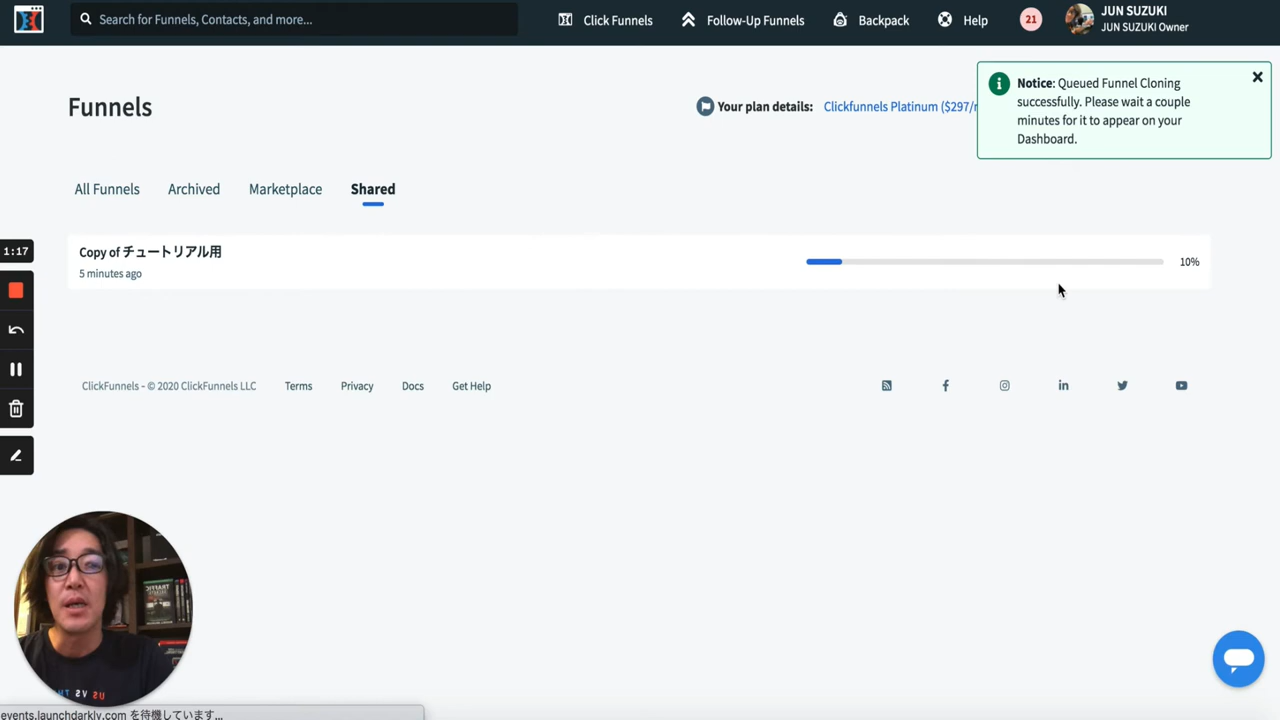 Search for Funnels, Contacts, and more...
Click Funnels
Follow-Up Funnels
Backpack
Help
21
JUN SUZUKI
JUN SUZUKI Owner
Notice: Queued Funnel Cloning
successfully. Please wait a couple
minutes for it to appear on your
Dashboard.
Funnels
Your plan details: Clickfunnels Platinum ($297/
All Funnels
Archived
Marketplace
Shared
1:17
Copy of チュートリアル用
5 minutes ago
10%
ClickFunnels - © 2020 ClickFunnels LLC
Terms
Privacy
Docs
Get Help
TRAFFIC
US VS TH
events.launchdarkly.com を待機しています...